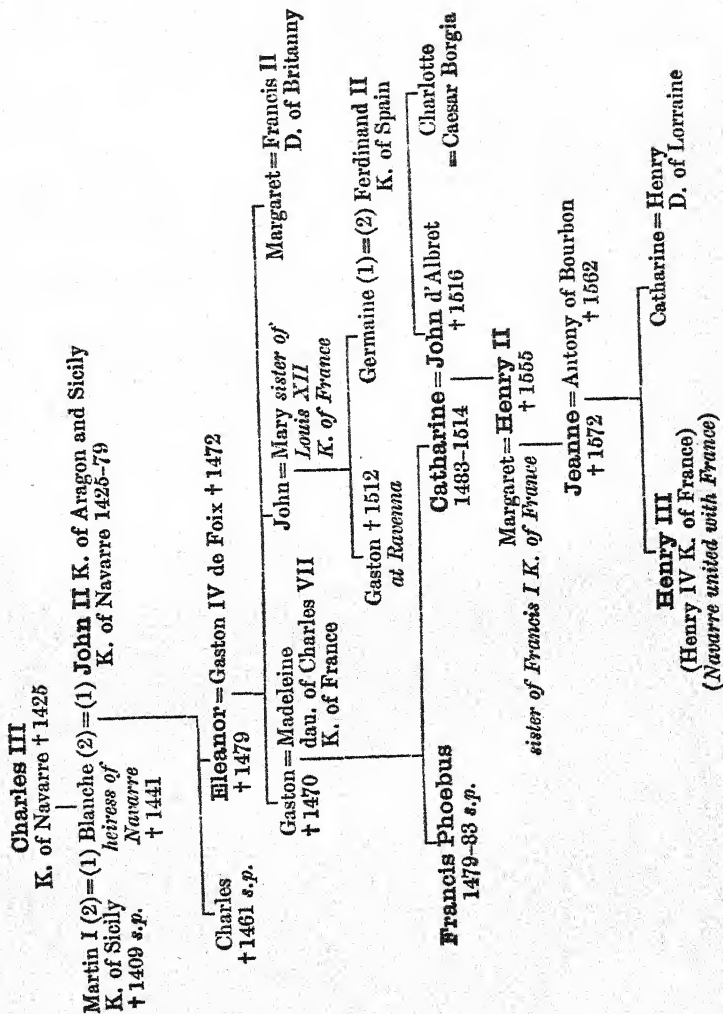 Charles III
K. of Navarre † 1425
Martin I (2)=(1) Blanche (2)=(1) John II K. of Aragon and Sicily
K. of Sicily heiress of K. of Navarre 1425–79
† 1409 s.p. Navarre
† 1441
Charles Eleanor=Gaston IV de Foix † 1472
† 1461 s.p. † 1479
Gaston=Madeleine John=Mary sister of Margaret=Francis II
† 1470 dau. of Charles VII Louis XII D. of Britanny
K. of France K. of France
Gaston † 1512 Germaine (1)=(2) Ferdinand II
at Ravenna K. of Spain
Francis Phoebus Catharine=John d'Albret Charlotte
1479–83 s.p. 1483–1514 † 1516 =Caesar Borgia
Margaret=Henry II
sister of Francis I K. of France † 1555
Jeanne=Antony of Bourbon
† 1572 † 1562
Henry III Catharine=Henry
(Henry IV K. of France) D. of Lorraine
(Navarre united with France)